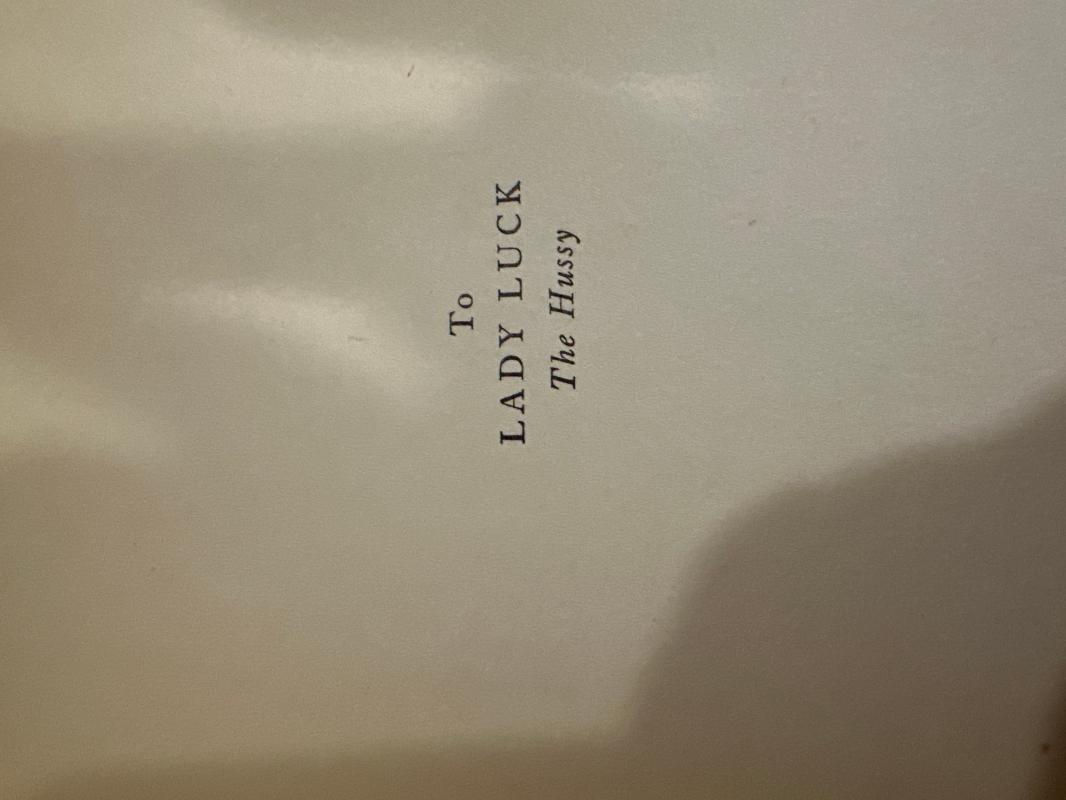 To
LADY LUCK
The Hussy